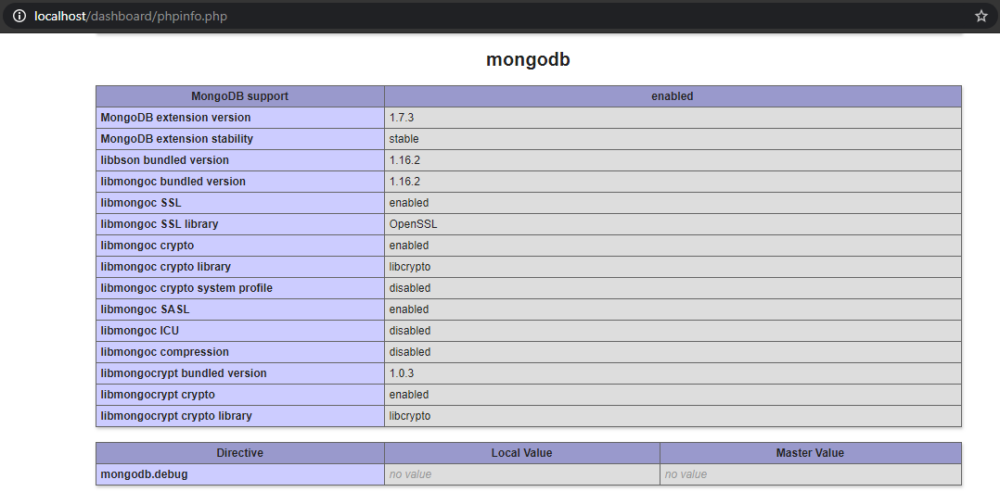 localhost/dashboard/phpinfo.php
mongodb
MongoDB support enabled
MongoDB extension version 1.7.3
MongoDB extension stability stable
libbson bundled version 1.16.2
libmongoc bundled version 1.16.2
libmongoc SSL enabled
libmongoc SSL library OpenSSL
libmongoc crypto enabled
libmongoc crypto library libcrypto
libmongoc crypto system profile disabled
libmongoc SASL enabled
libmongoc ICU disabled
libmongoc compression disabled
libmongocrypt bundled version 1.0.3
libmongocrypt crypto enabled
libmongocrypt crypto library libcrypto
Directive Local Value Master Value
mongodb.debug no value no value